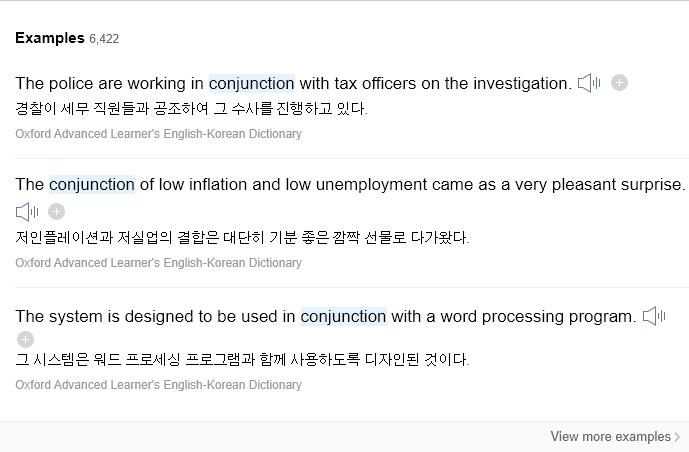 Examples 6,422
The police are working in conjunction with tax officers on the investigation.
경찰이 세무 직원들과 공조하여 그 수사를 진행하고 있다.
Oxford Advanced Learner's English-Korean Dictionary
The conjunction of low inflation and low unemployment came as a very pleasant surprise.
저인플레이션과 저실업의 결합은 대단히 기분 좋은 깜짝 선물로 다가왔다.
Oxford Advanced Learner's English-Korean Dictionary
The system is designed to be used in conjunction with a word processing program.
그 시스템은 워드 프로세싱 프로그램과 함께 사용하도록 디자인된 것이다.
Oxford Advanced Learner's English-Korean Dictionary
View more examples